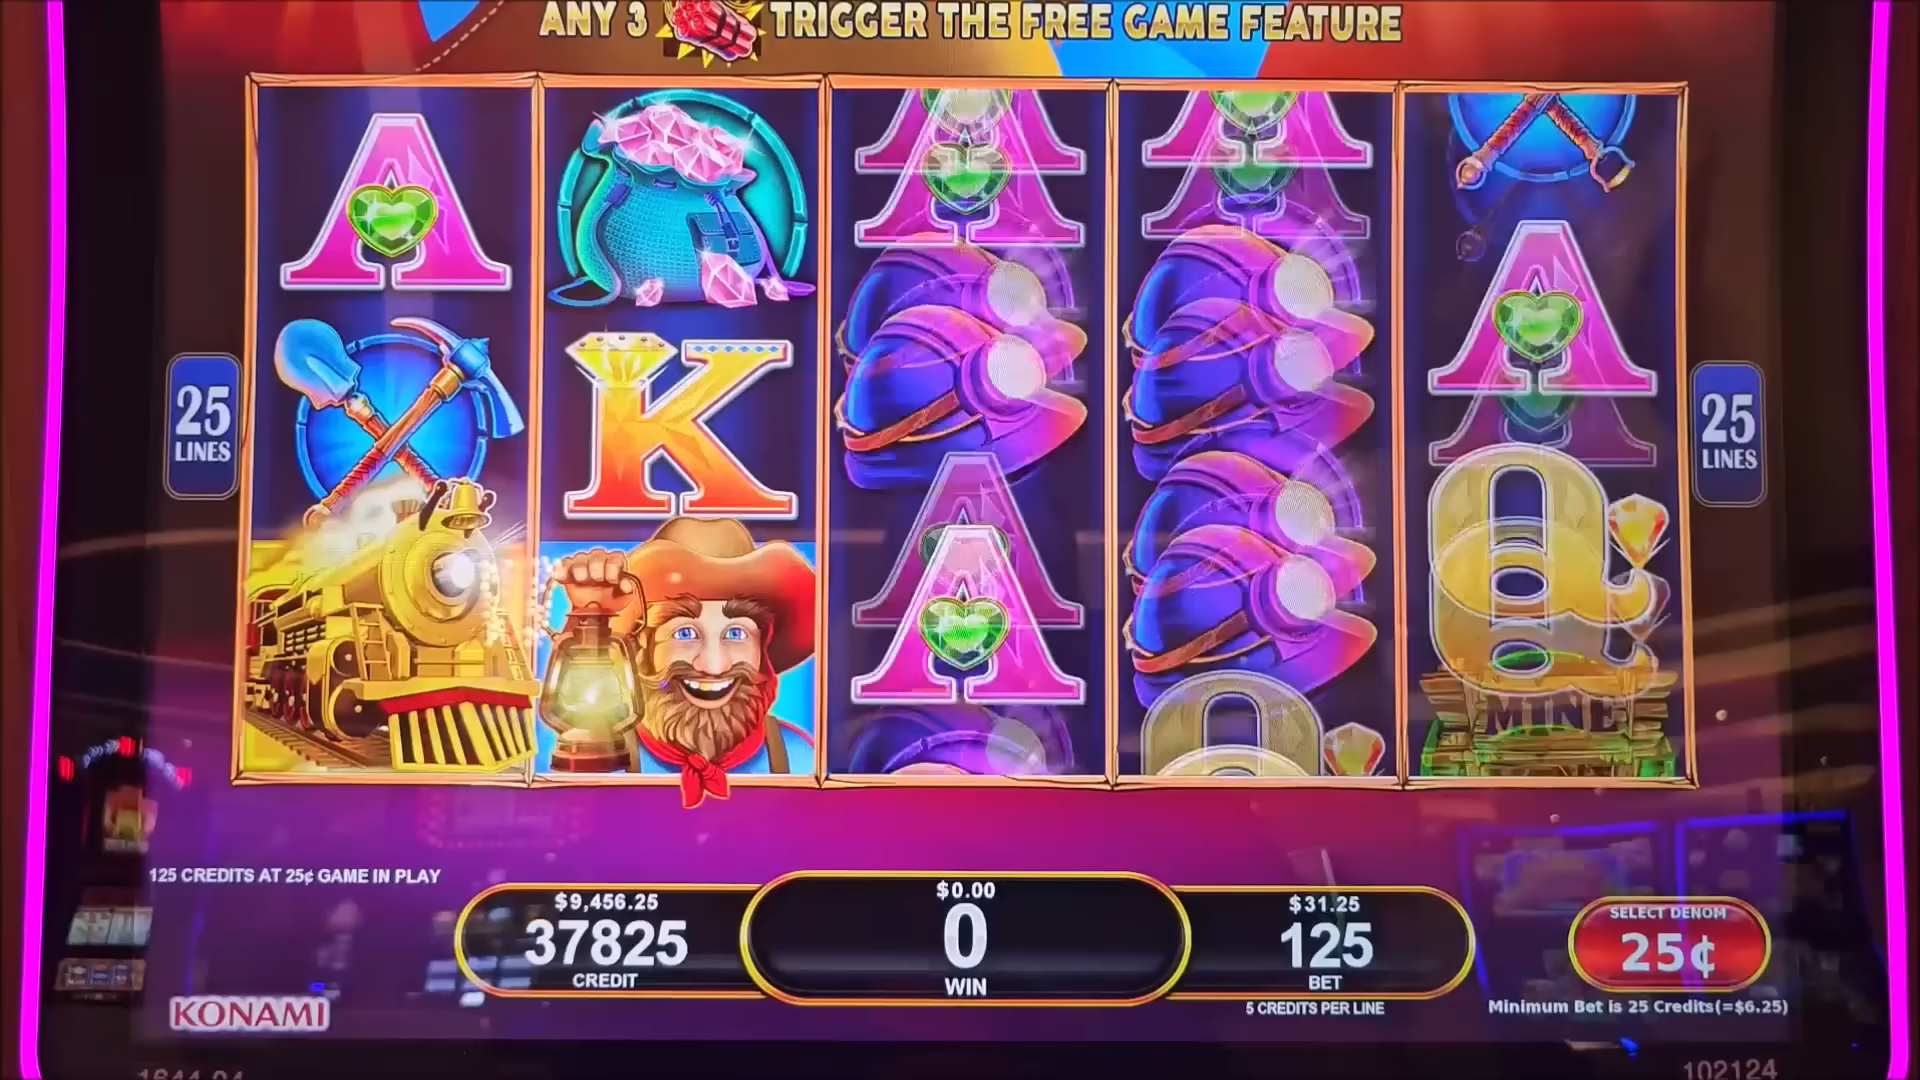 ANY 3 TRIGGER THE FREE GAME FEATURE
A
A
A
K
A
A
A
Q
Q
Q
MINE
25
LINES
25
LINES
125 CREDITS AT 25¢ GAME IN PLAY
$9,456.25
37825
CREDIT
$0.00
0
WIN
$31.25
125
BET
5 CREDITS PER LINE
SELECT DENOM
25¢
Minimum Bet is 25 Credits(=$6.25)
KONAMI
102124